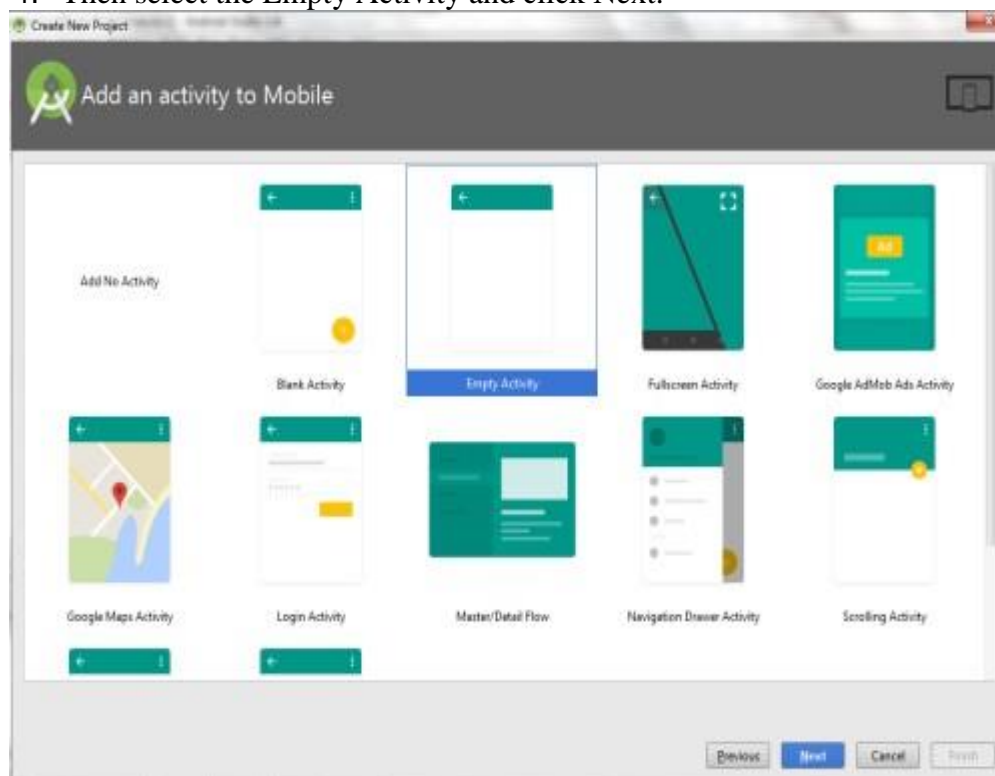 4. Then select the Empty Activity and click Next.
Create New Project
Add an activity to Mobile
Add No Activity
Blank Activity
Empty Activity
Fullscreen Activity
Google AdMob Ads Activity
Ad
Google Maps Activity
Login Activity
Master/Detail Flow
Navigation Drawer Activity
Scrolling Activity
Previous
Next
Cancel
Finish